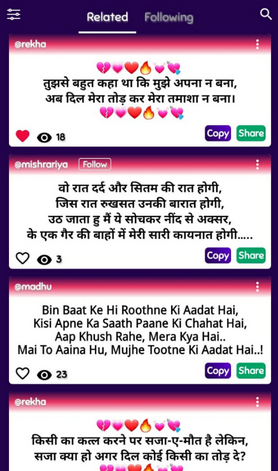 Related Following
@rekha
💔💗💔🔥💗💘
तुझसे बहुत कहा था कि मुझे अपना न बना,
अब दिल मेरा तोड़ कर मेरा तमाशा न बना।
💔💗❤️🔥💗💘
18 Copy Share
@mishrariya Follow
वो रात दर्द और सितम की रात होगी,
जिस रात रुखसत उनकी बारात होगी,
उठ जाता हु मैं ये सोचकर नींद से अक्सर,
के एक गैर की बाहों में मेरी सारी कायनात होगी.....
3 Copy Share
@madhu
Bin Baat Ke Hi Roothne Ki Aadat Hai,
Kisi Apne Ka Saath Paane Ki Chahat Hai,
Aap Khush Rahe, Mera Kya Hai..
Mai To Aaina Hu, Mujhe Tootne Ki Aadat Hai..!
23 Copy Share
@rekha
💔💗❤️🔥💗💘
किसी का कत्ल करने पर सजा-ए-मौत है लेकिन,
सजा क्या हो अगर दिल कोई किसी का तोड़ दे?